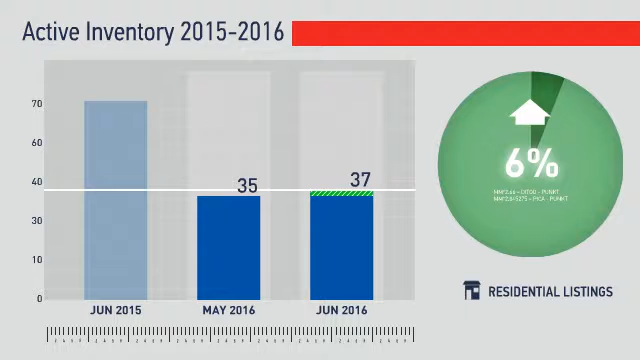 Active Inventory 2015-2016
70
60
40
30
10
0
35
37
JUN 2015
MAY 2016
JUN 2016
6%
RESIDENTIAL LISTINGS